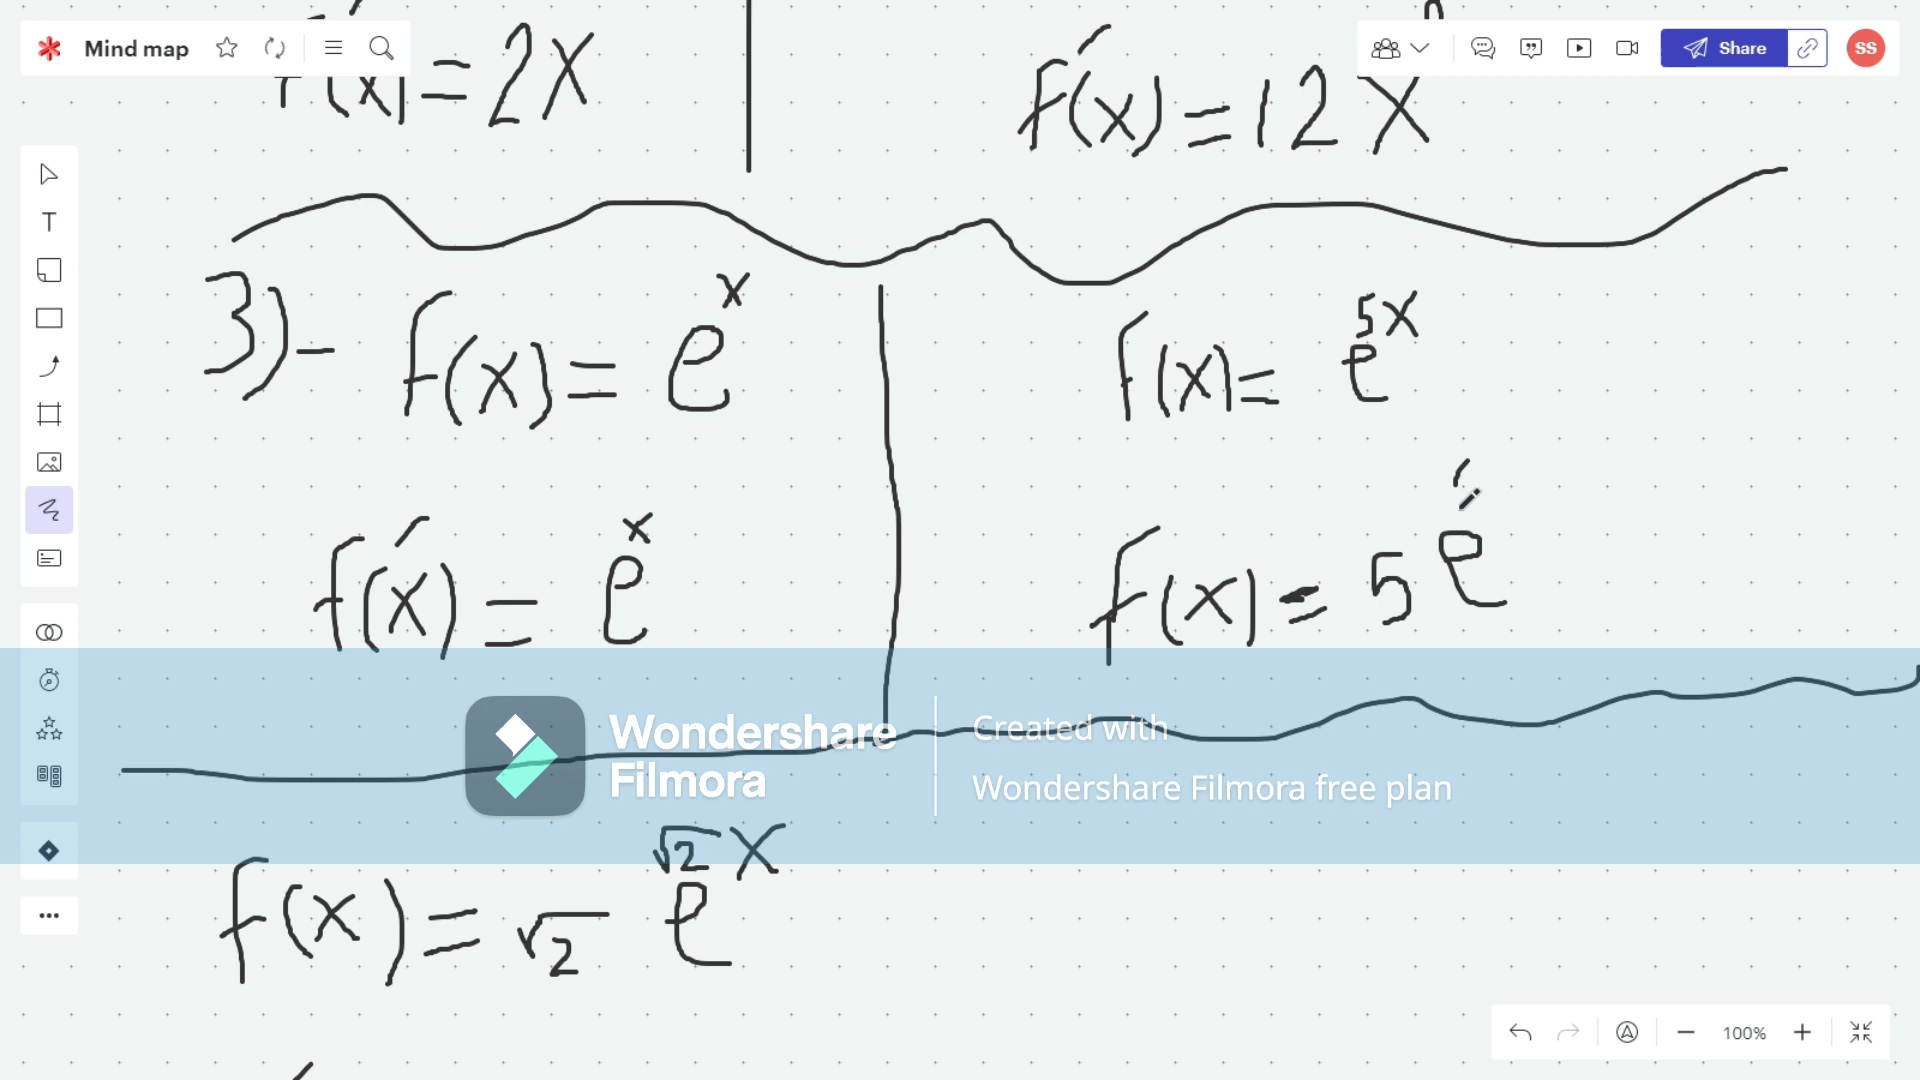 Mind map
Share
SS
f'(x) = 2x
f'(x) = 12x
3)- f(x) = e^x
f(x) = e^5x
f'(x) = e^x
f(x) = 5e
Wondershare Filmora
Created with
Wondershare Filmora free plan
f(x) = √2 e^√2x
100%